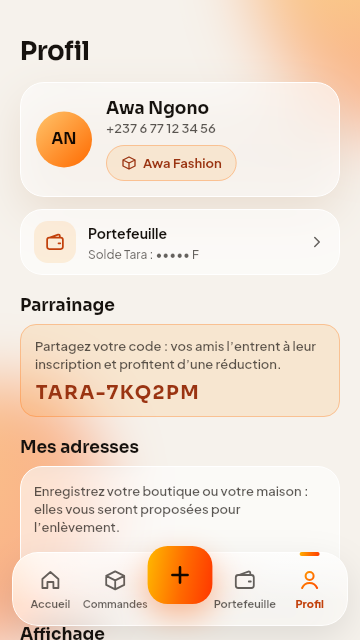 Profil
AN
Awa Ngono
+237 6 77 12 34 56
Awa Fashion
Portefeuille
Solde Tara : ••••• F
Parrainage
Partagez votre code : vos amis l’entrent à leur
inscription et profitent d’une réduction.
TARA-7KQ2PM
Mes adresses
Enregistrez votre boutique ou votre maison :
elles vous seront proposées pour
l’enlèvement.
+
Accueil
Commandes
Portefeuille
Profil
Affichage